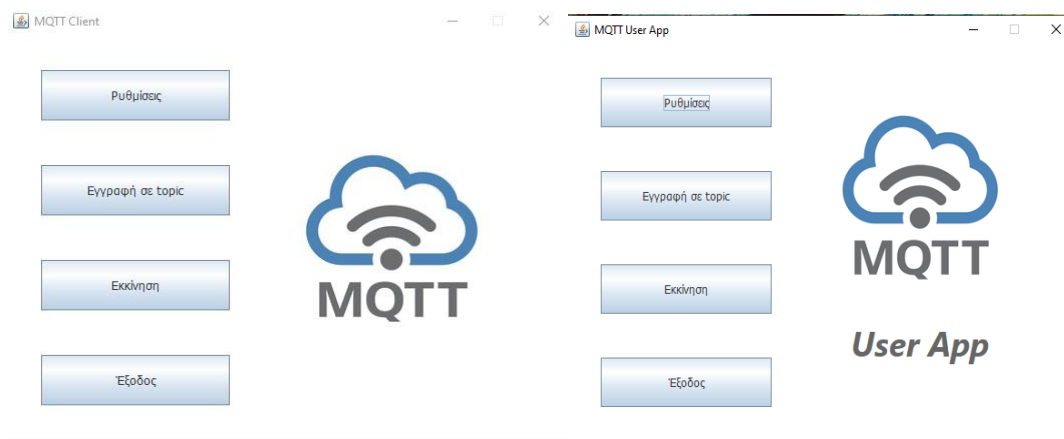 MQTT Client
Ρυθμίσεις
Εγγραφή σε topic
Εκκίνηση
Έξοδος
MQTT
MQTT User App
Ρυθμίσεις
Εγγραφή σε topic
Εκκίνηση
Έξοδος
MQTT
User App